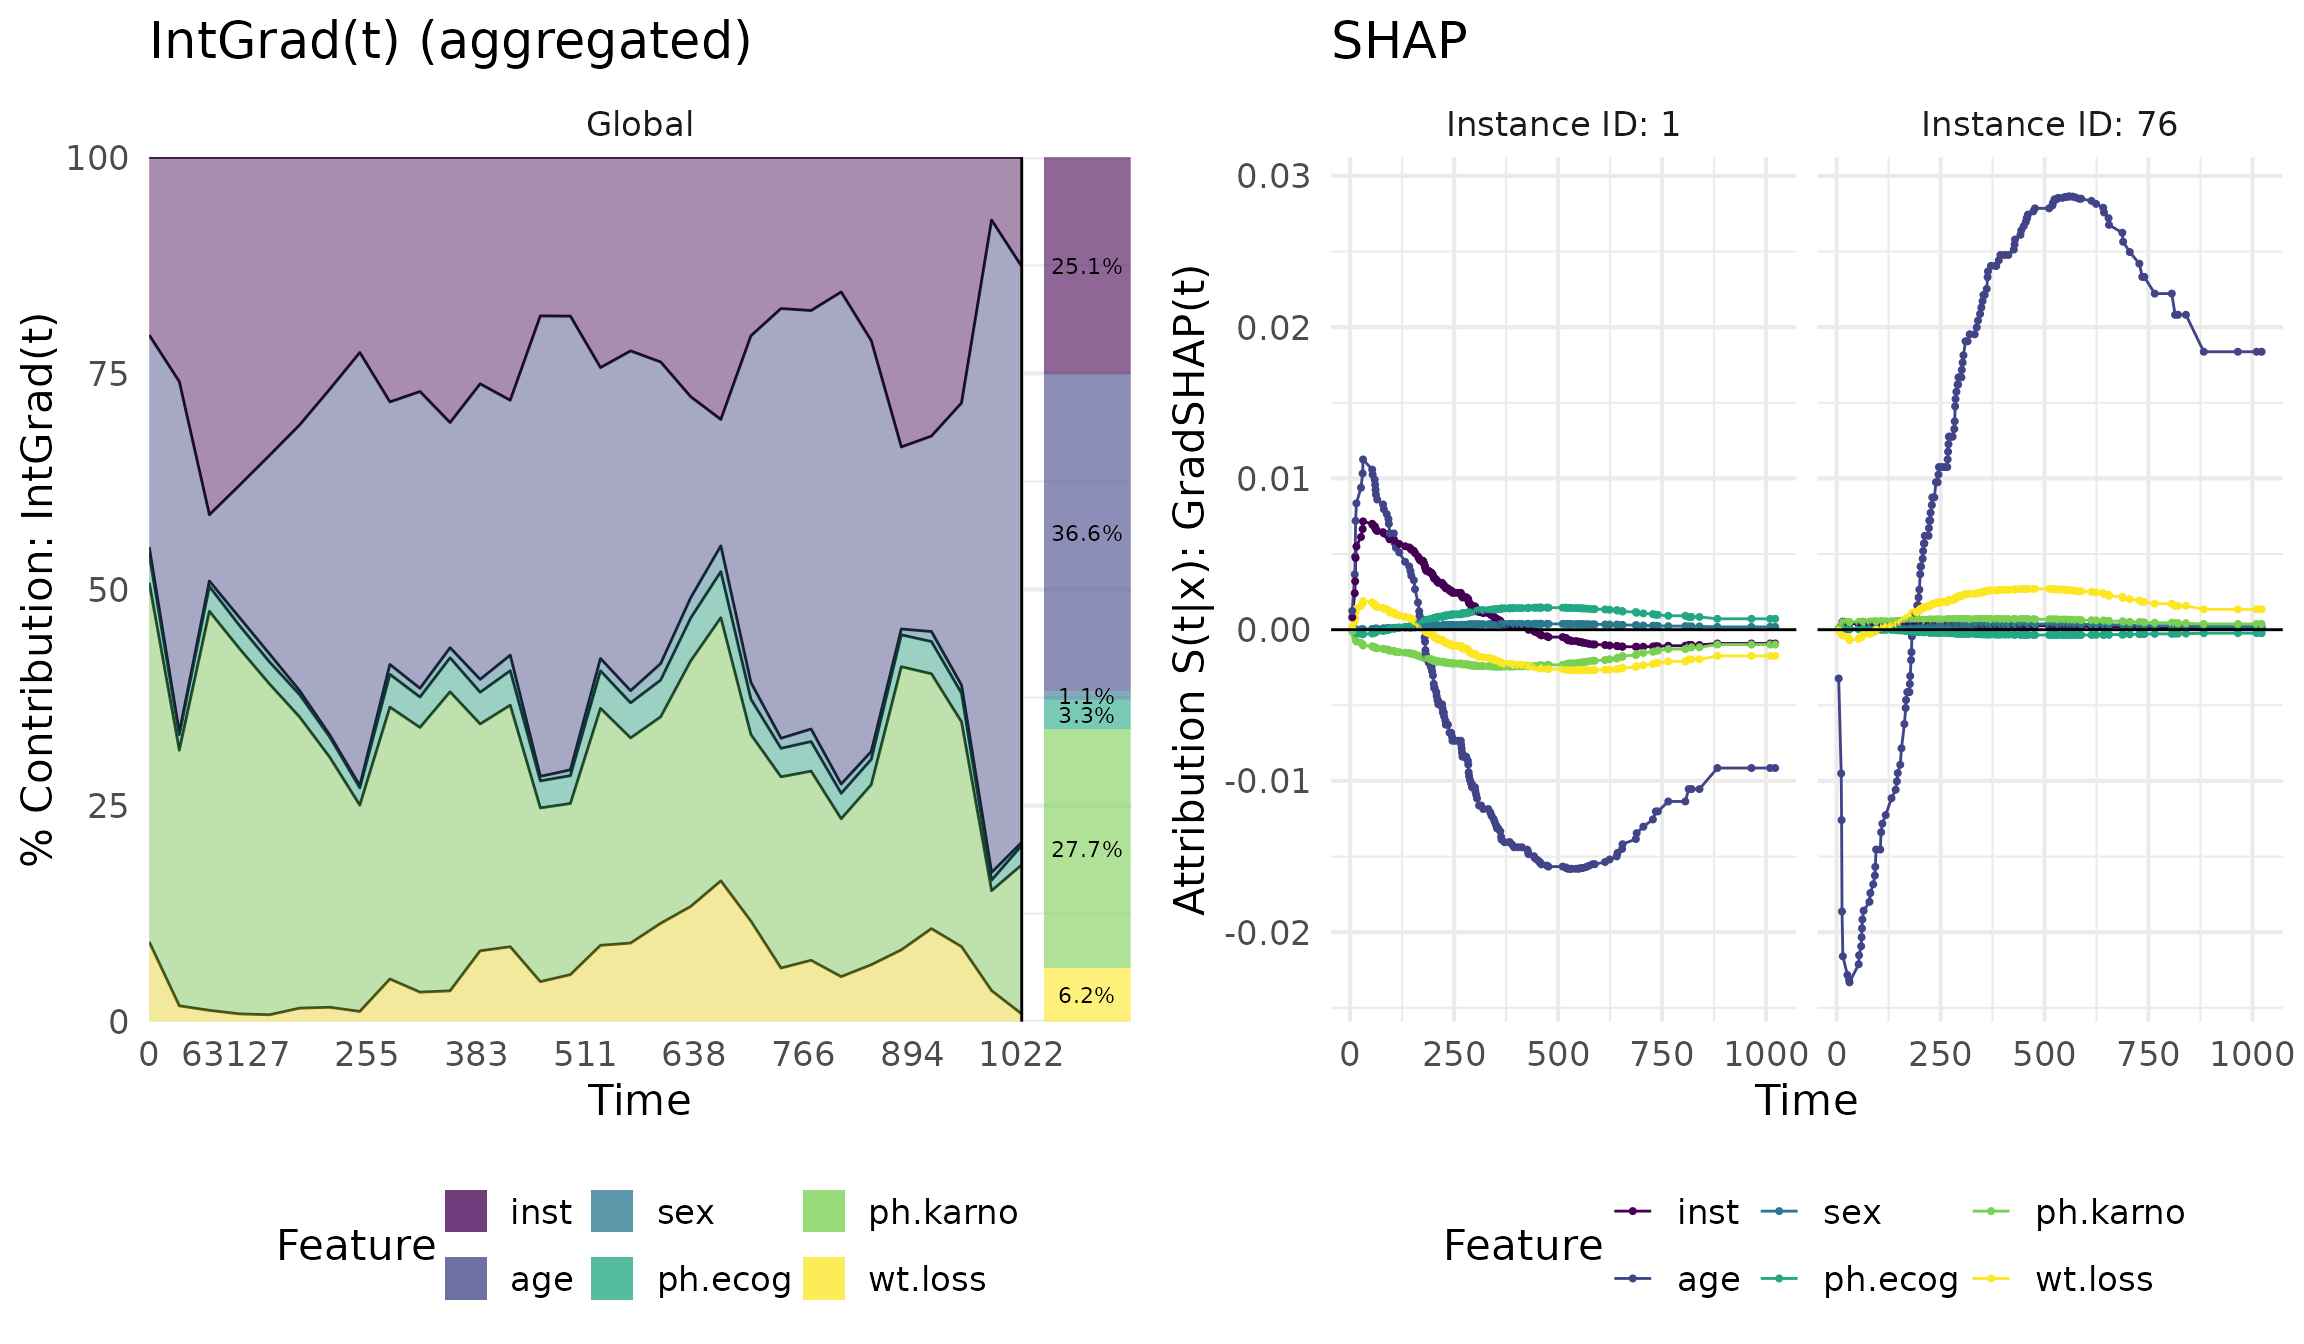 IntGrad(t) (aggregated)
Global
% Contribution: IntGrad(t)
100
75
50
25
0
25.1%
36.6%
1.1%
3.3%
27.7%
6.2%
0 63 127 255 383 511 638 766 894 1022
Time
Feature
inst sex ph.karno
age ph.ecog wt.loss
SHAP
Instance ID: 1 Instance ID: 76
Attribution S(t|x): GradSHAP(t)
0.03
0.02
0.01
0.00
-0.01
-0.02
0 250 500 750 1000 0 250 500 750 1000
Time
Feature
inst sex ph.karno
age ph.ecog wt.loss